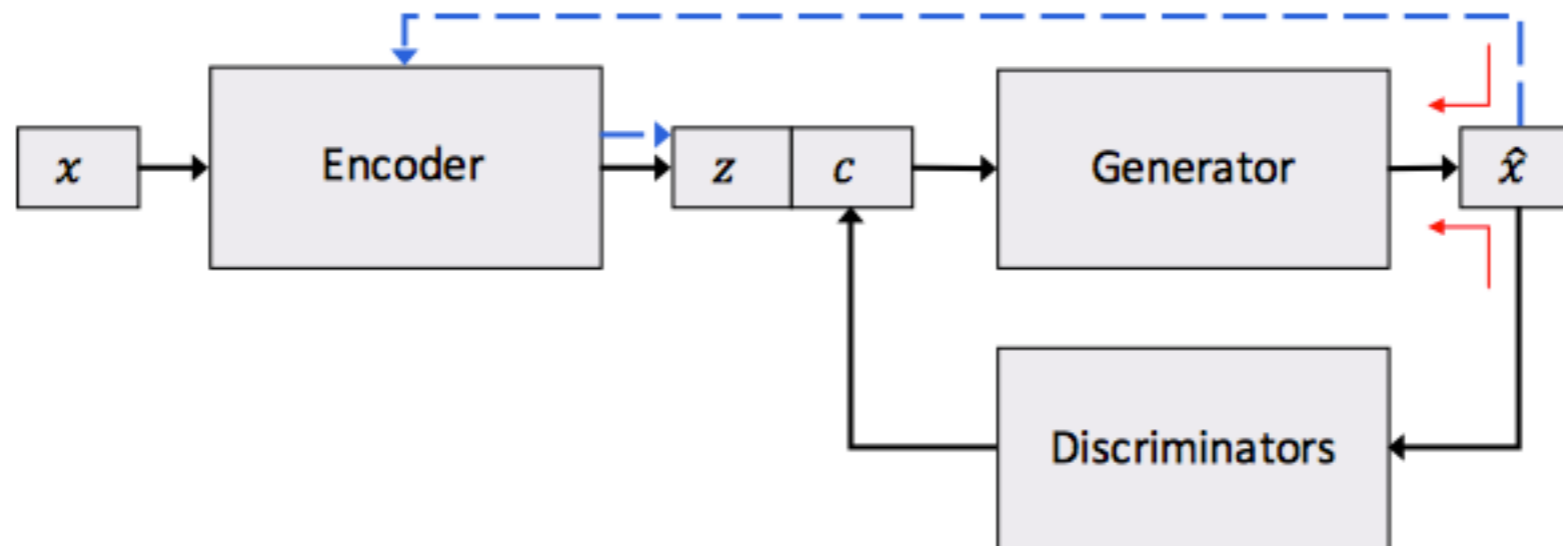 x
Encoder
z
c
Generator
x̂
Discriminators